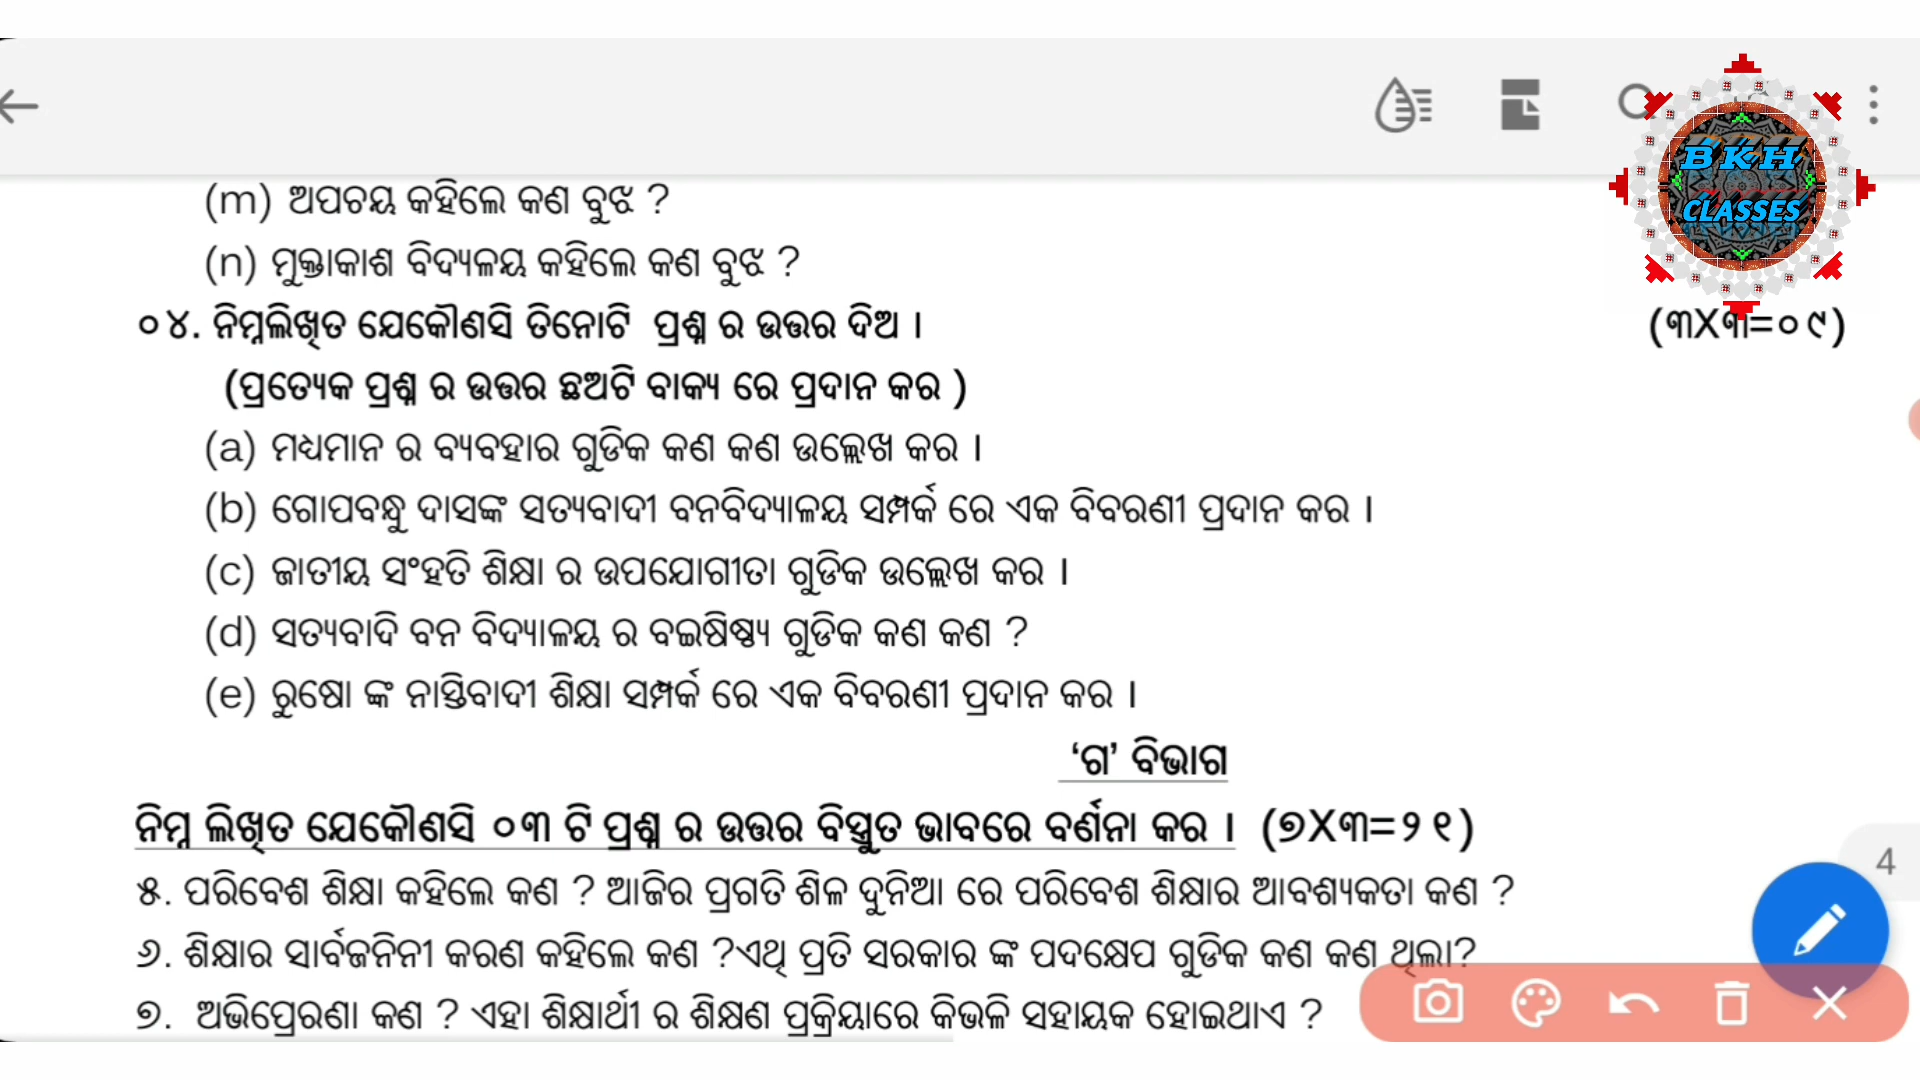 BKH
CLASSES
(m) ଅପଚୟ କହିଲେ କଣ ବୁଝ ?
(n) ମୁକ୍ତାକାଶ ବିଦ୍ୟଳୟ କହିଲେ କଣ ବୁଝ ?
୦୪. ନିମ୍ନଲିଖିତ ଯେକୌଣସି ତିନୋଟି ପ୍ରଶ୍ନ ର ଉତ୍ତର ଦିଅ । (୩X୩=୦୯)
(ପ୍ରତ୍ୟେକ ପ୍ରଶ୍ନ ର ଉତ୍ତର ଛଅଟି ବାକ୍ୟ ରେ ପ୍ରଦାନ କର )
(a) ମଧ୍ୟମାନ ର ବ୍ୟବହାର ଗୁଡିକ କଣ କଣ ଉଲ୍ଲେଖ କର ।
(b) ଗୋପବନ୍ଧୁ ଦାସଙ୍କ ସତ୍ୟବାଦୀ ବନବିଦ୍ୟାଳୟ ସମ୍ପର୍କ ରେ ଏକ ବିବରଣୀ ପ୍ରଦାନ କର ।
(c) ଜାତୀୟ ସଂହତି ଶିକ୍ଷା ର ଉପଯୋଗୀତା ଗୁଡିକ ଉଲ୍ଲେଖ କର ।
(d) ସତ୍ୟବାଦି ବନ ବିଦ୍ୟାଳୟ ର ବଇଷିଷ୍ଟ୍ୟ ଗୁଡିକ କଣ କଣ ?
(e) ରୁଷୋ ଙ୍କ ନାସ୍ତିବାଦୀ ଶିକ୍ଷା ସମ୍ପର୍କ ରେ ଏକ ବିବରଣୀ ପ୍ରଦାନ କର ।
‘ଗ’ ବିଭାଗ
ନିମ୍ନ ଲିଖିତ ଯେକୌଣସି ୦୩ ଟି ପ୍ରଶ୍ନ ର ଉତ୍ତର ବିସ୍ତ୍ରୁତ ଭାବରେ ବର୍ଣନା କର । (୭X୩=୨୧)
4
୫. ପରିବେଶ ଶିକ୍ଷା କହିଲେ କଣ ? ଆଜିର ପ୍ରଗତି ଶିଳ ଦୁନିଆ ରେ ପରିବେଶ ଶିକ୍ଷାର ଆବଶ୍ୟକତା କଣ ?
୬. ଶିକ୍ଷାର ସାର୍ବଜନିନୀ କରଣ କହିଲେ କଣ ?ଏଥି ପ୍ରତି ସରକାର ଙ୍କ ପଦକ୍ଷେପ ଗୁଡିକ କଣ କଣ ଥିଲା?
୭. ଅଭିପ୍ରେରଣା କଣ ? ଏହା ଶିକ୍ଷାର୍ଥୀ ର ଶିକ୍ଷଣ ପ୍ରକ୍ରିୟାରେ କିଭଳି ସହାୟକ ହୋଇଥାଏ ?